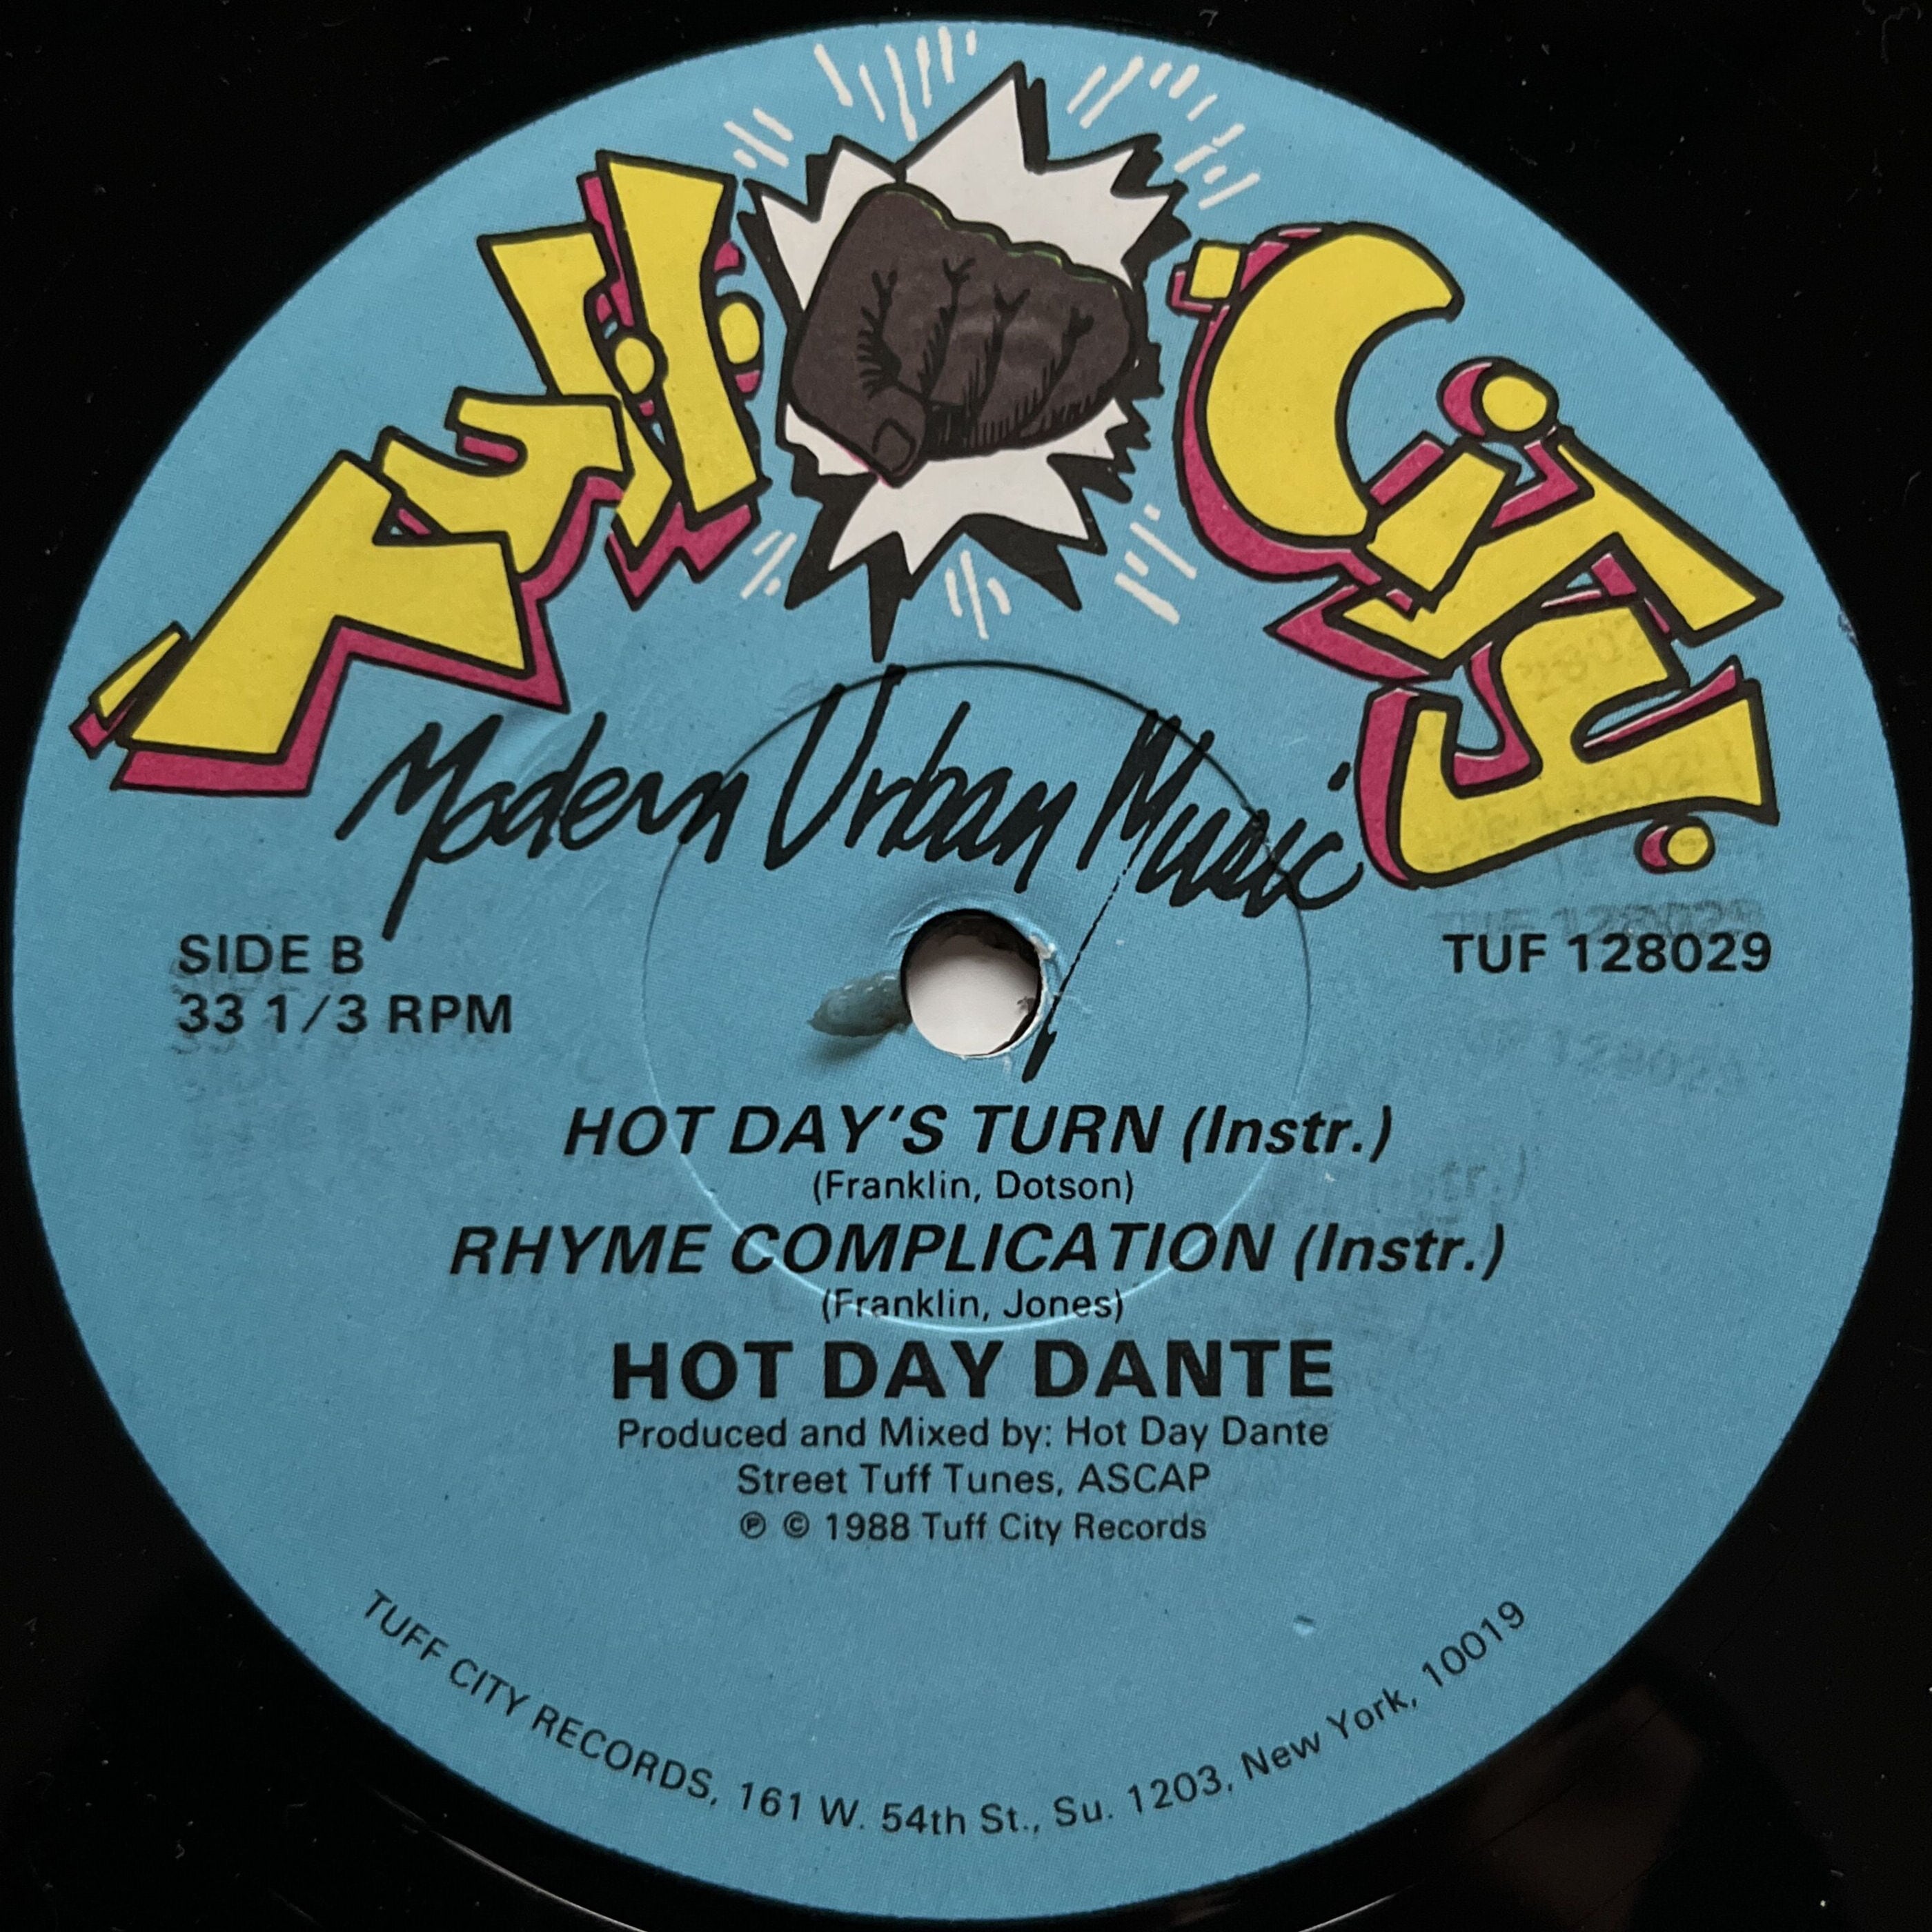 Tuff City
Modern Urban Music
SIDE B
33 1/3 RPM
TUF 128029
HOT DAY'S TURN (Instr.)
(Franklin, Dotson)
RHYME COMPLICATION (Instr.)
(Franklin, Jones)
HOT DAY DANTE
Produced and Mixed by: Hot Day Dante
Street Tuff Tunes, ASCAP
℗ © 1988 Tuff City Records
TUFF CITY RECORDS, 161 W. 54th St., Su. 1203, New York, 10019